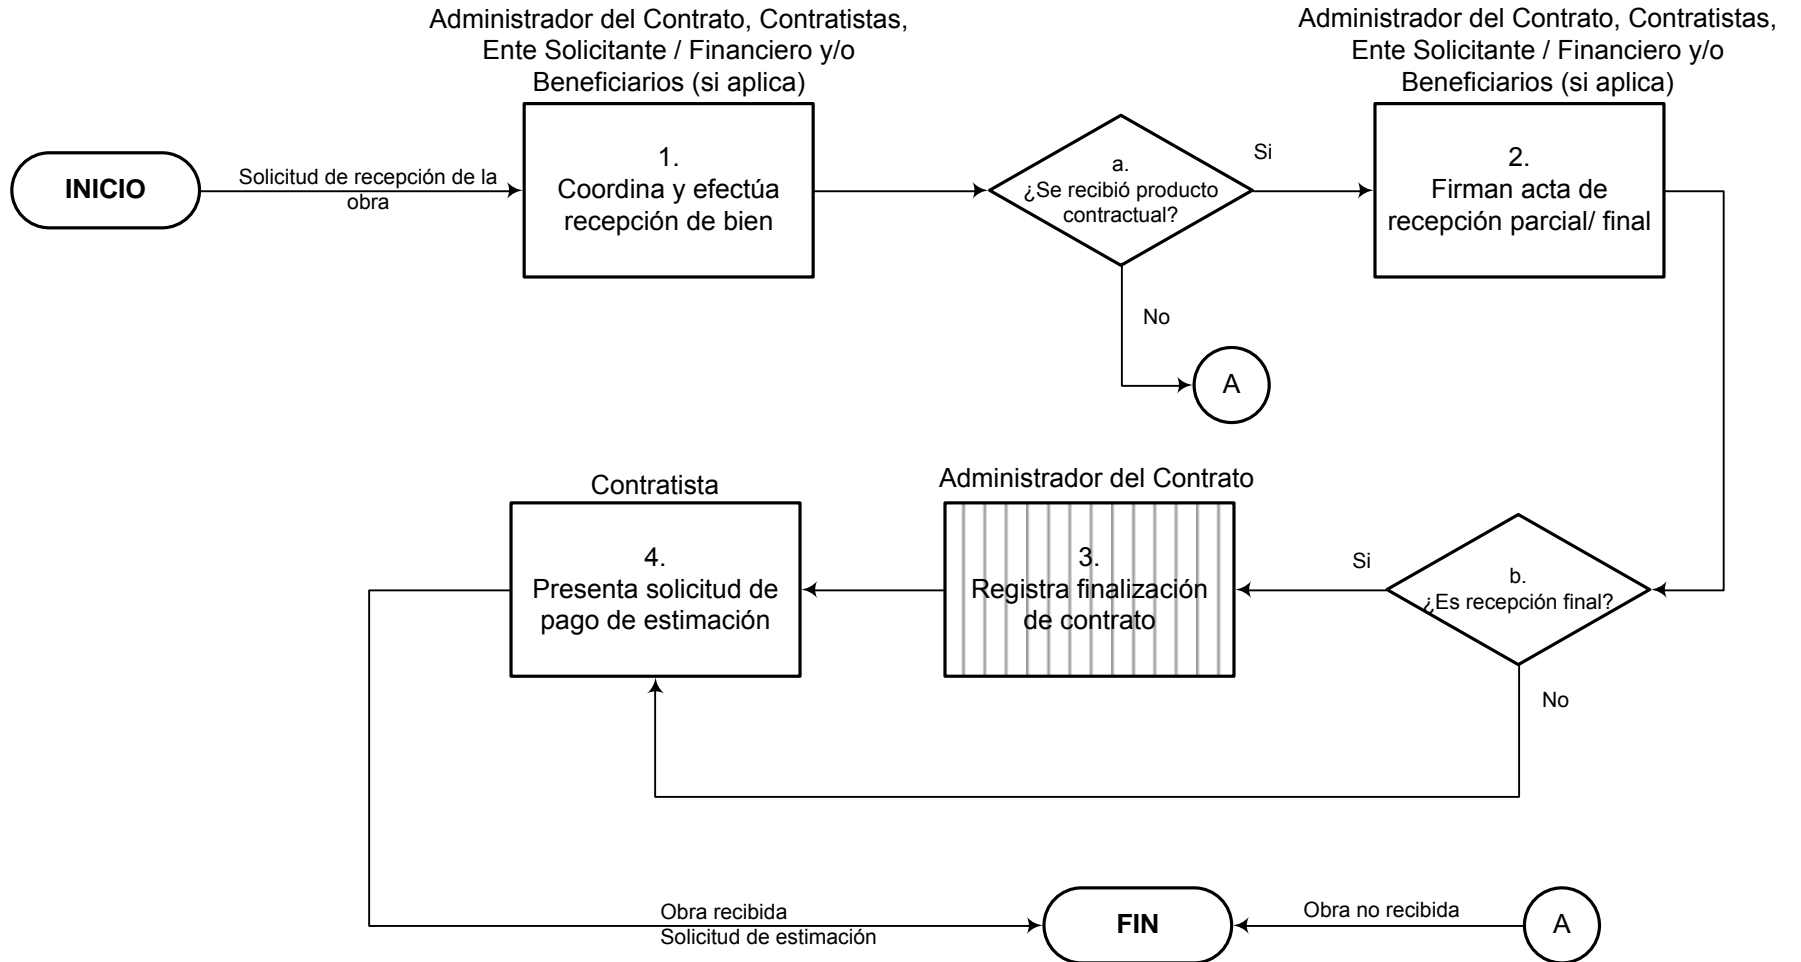 Administrador del Contrato, Contratistas,
Ente Solicitante / Financiero y/o
Beneficiarios (si aplica)
Administrador del Contrato, Contratistas,
Ente Solicitante / Financiero y/o
Beneficiarios (si aplica)
INICIO
Solicitud de recepción de la
obra
1.
Coordina y efectúa
recepción de bien
a.
¿Se recibió producto
contractual?
Si
2.
Firman acta de
recepción parcial/ final
No
A
Contratista
Administrador del Contrato
4.
Presenta solicitud de
pago de estimación
3.
Registra finalización
de contrato
Si
b.
¿Es recepción final?
No
Obra recibida
Solicitud de estimación
FIN
Obra no recibida
A